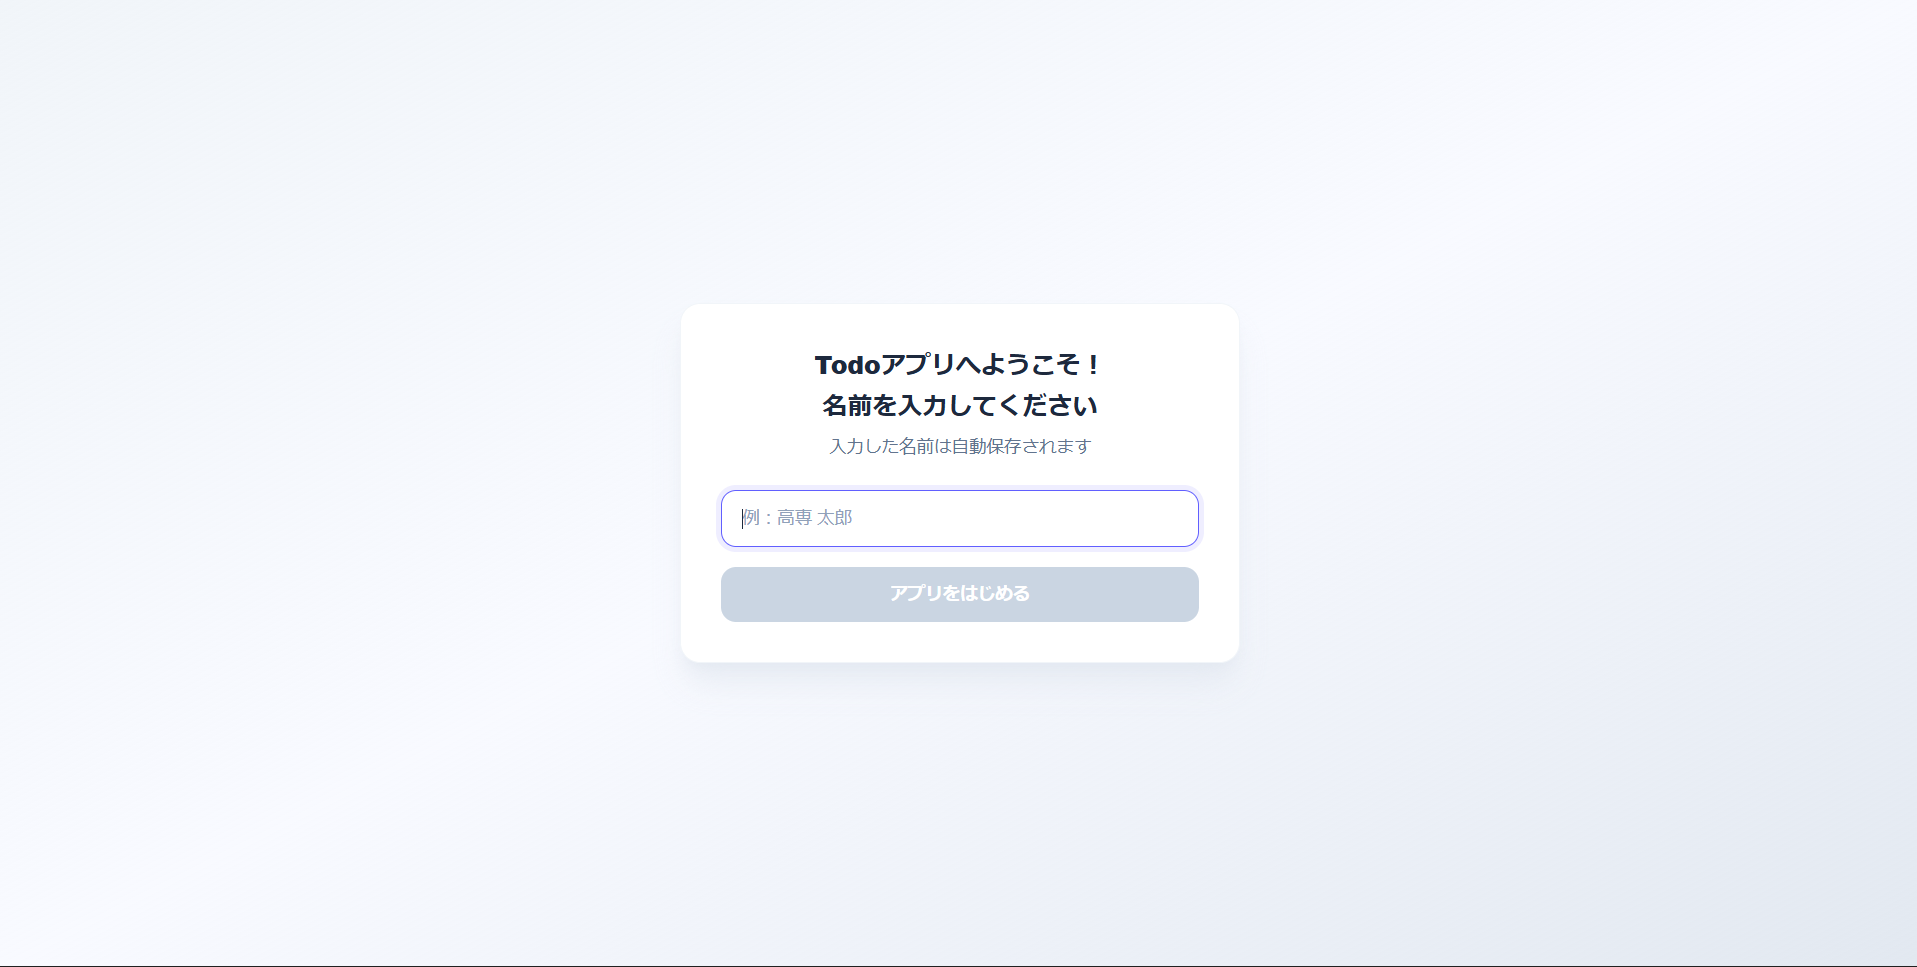 Todoアプリへようこそ！
名前を入力してください
入力した名前は自動保存されます
例：高専 太郎
アプリをはじめる